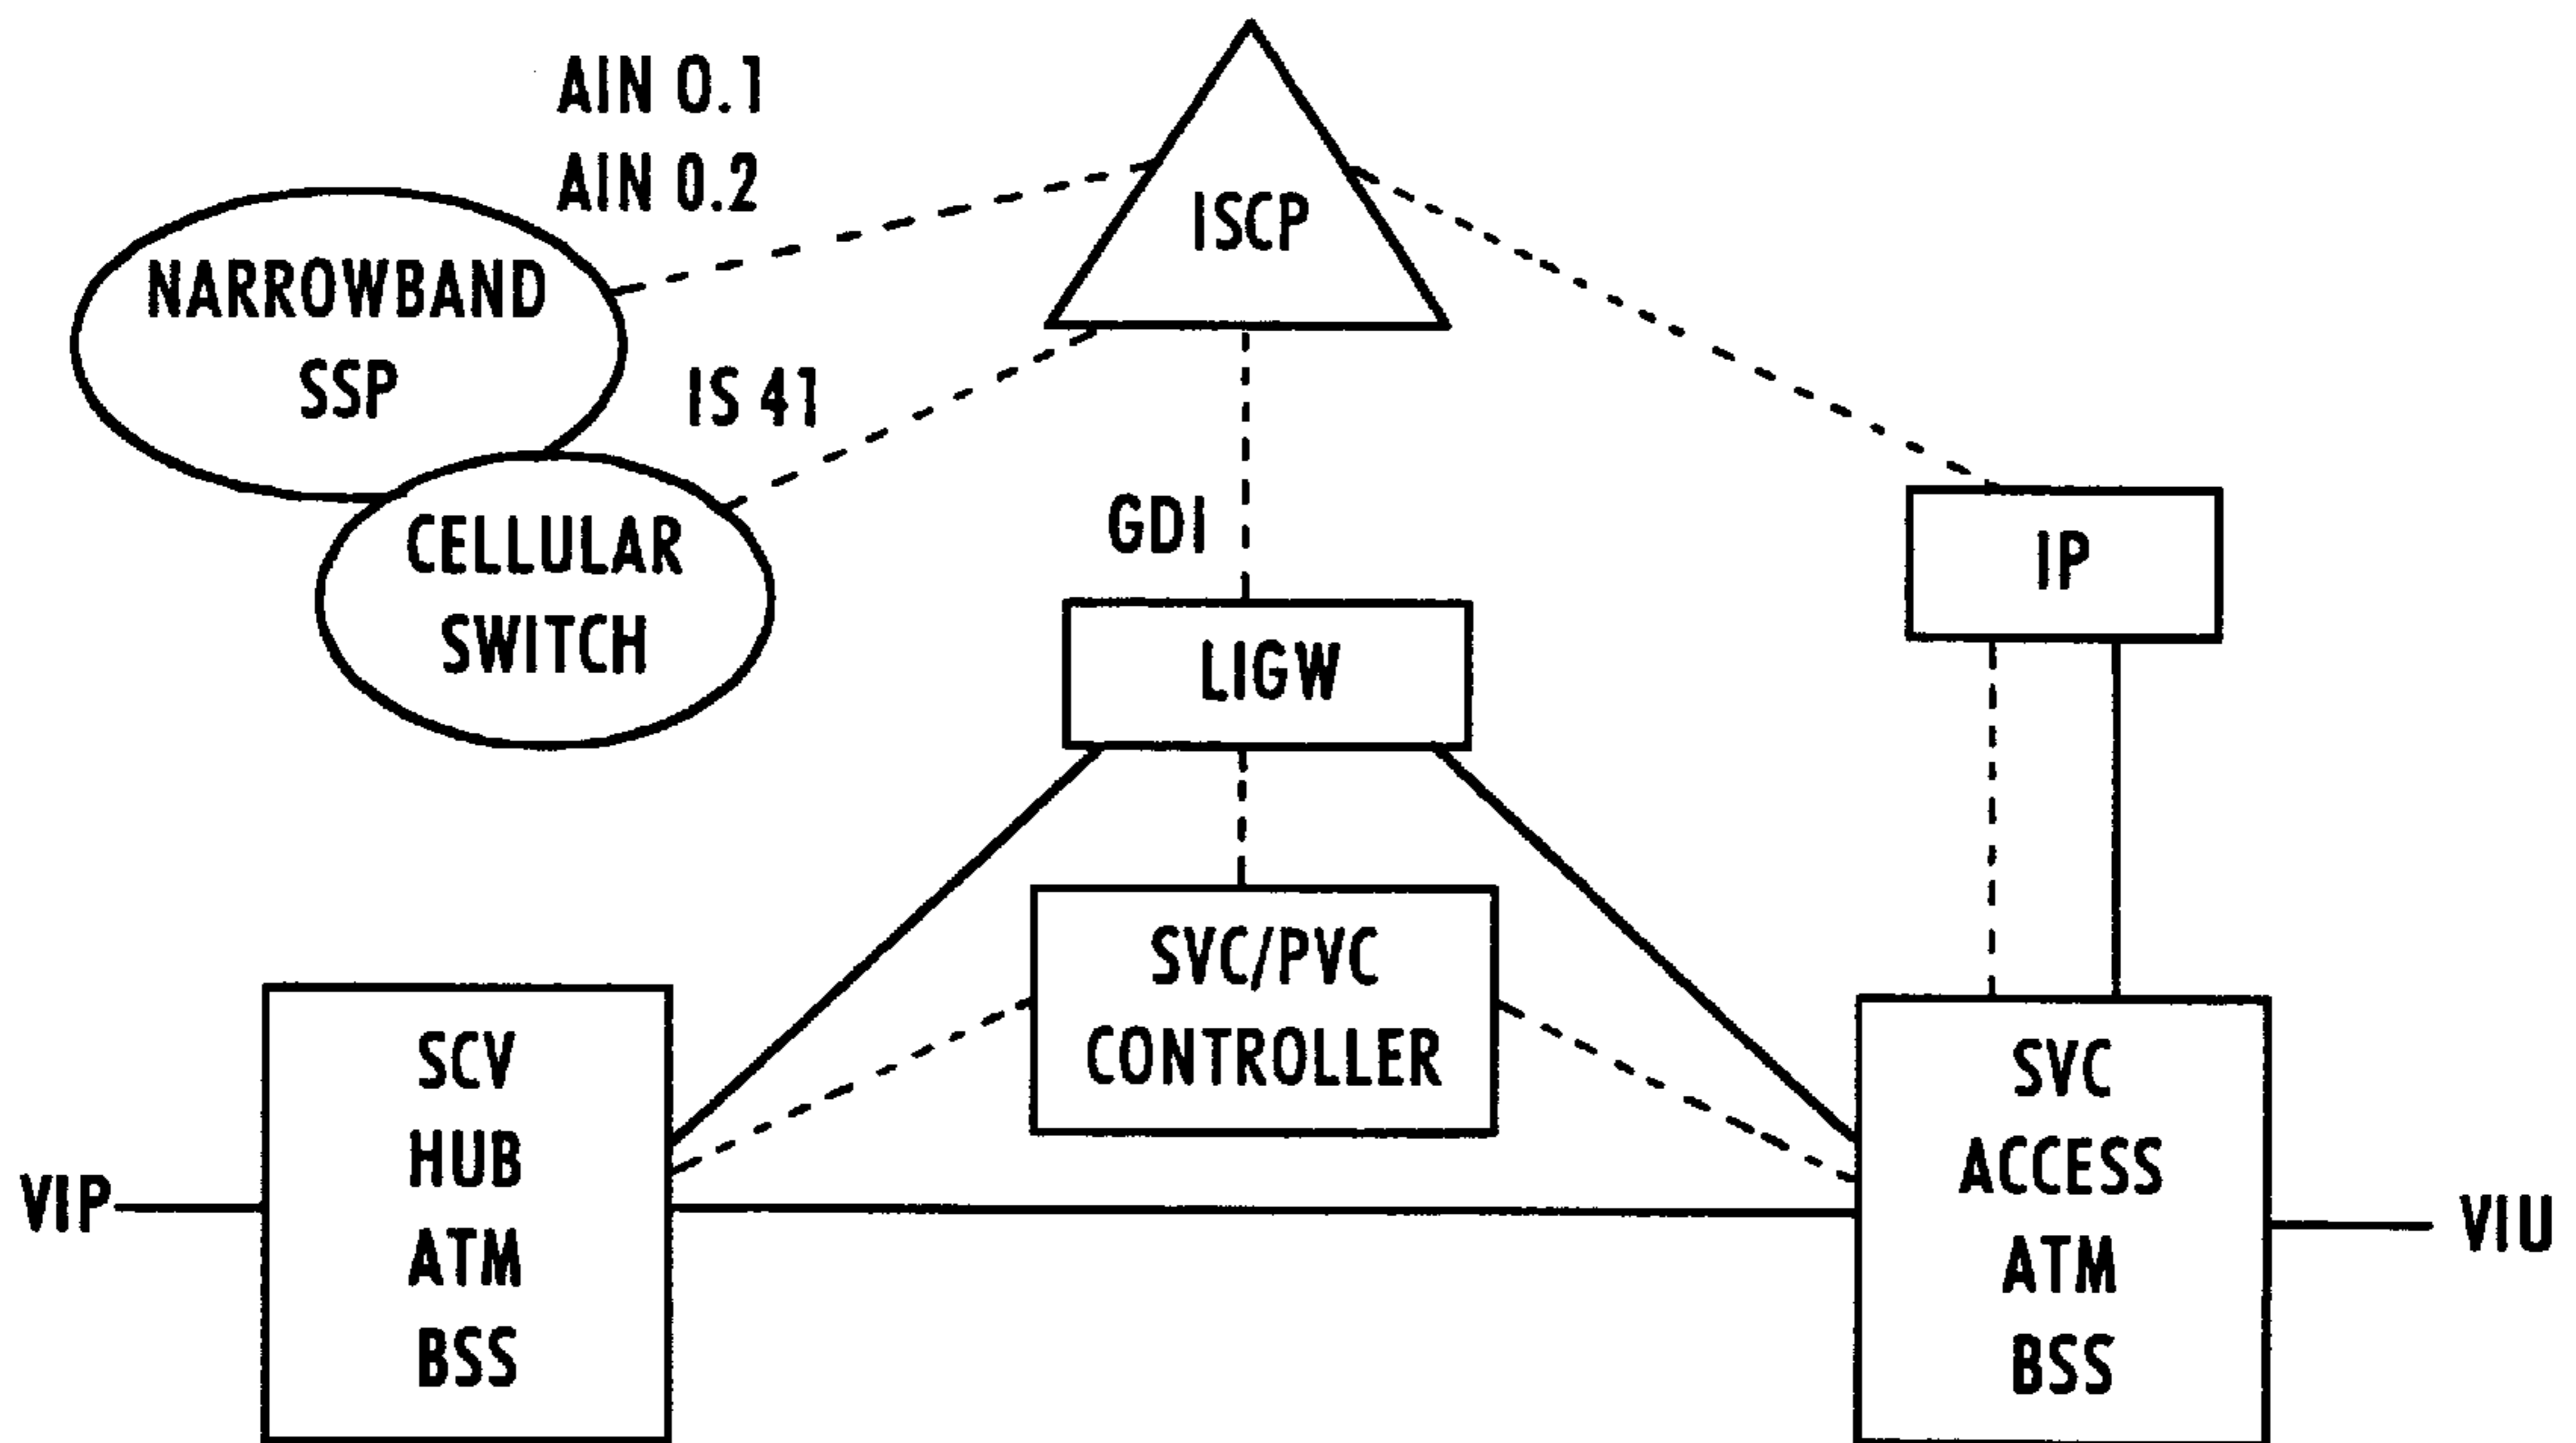 AIN 0.1
AIN 0.2
NARROWBAND
SSP
ISCP
IS 41
CELLULAR
SWITCH
GDI
IP
LIGW
SVC/PVC
CONTROLLER
SCV
HUB
ATM
BSS
SVC
ACCESS
ATM
BSS
VIP
VIU